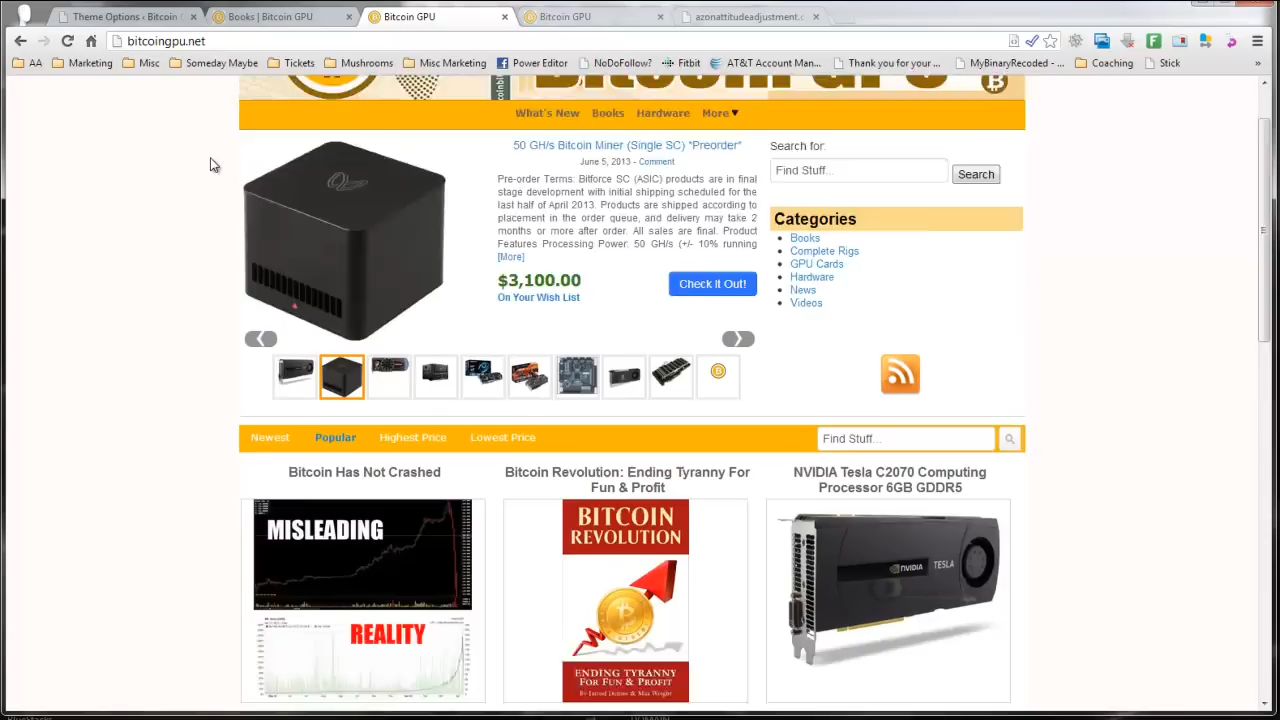 Theme Options ‹ Bitcoin
Books | Bitcoin GPU
Bitcoin GPU
Bitcoin GPU
azonattitudeadjustment.c
bitcoingpu.net
AA Marketing Misc Someday Maybe Tickets Mushrooms Misc Marketing Power Editor NoDoFollow? Fitbit AT&T Account Man... Thank you for your ... MyBinaryRecoded - ... Coaching Stick »
What's New Books Hardware More
50 GH/s Bitcoin Miner (Single SC) *Preorder*
June 5, 2013 - Comment
Pre-order Terms: Bitforce SC (ASIC) products are in final
stage development with initial shipping scheduled for the
last half of April 2013. Products are shipped according to
placement in the order queue, and delivery may take 2
months or more after order. All sales are final. Product
Features Processing Power: 50 GH/s (+/- 10% running
[More]
$3,100.00
On Your Wish List
Check It Out!
Search for:
Find Stuff...
Search
Categories
Books
Complete Rigs
GPU Cards
Hardware
News
Videos
Newest Popular Highest Price Lowest Price
Find Stuff...
Bitcoin Has Not Crashed
MISLEADING
REALITY
Bitcoin Revolution: Ending Tyranny For
Fun & Profit
BITCOIN
REVOLUTION
ENDING TYRANNY
FOR FUN & PROFIT
NVIDIA Tesla C2070 Computing
Processor 6GB GDDR5
NVIDIA TESLA